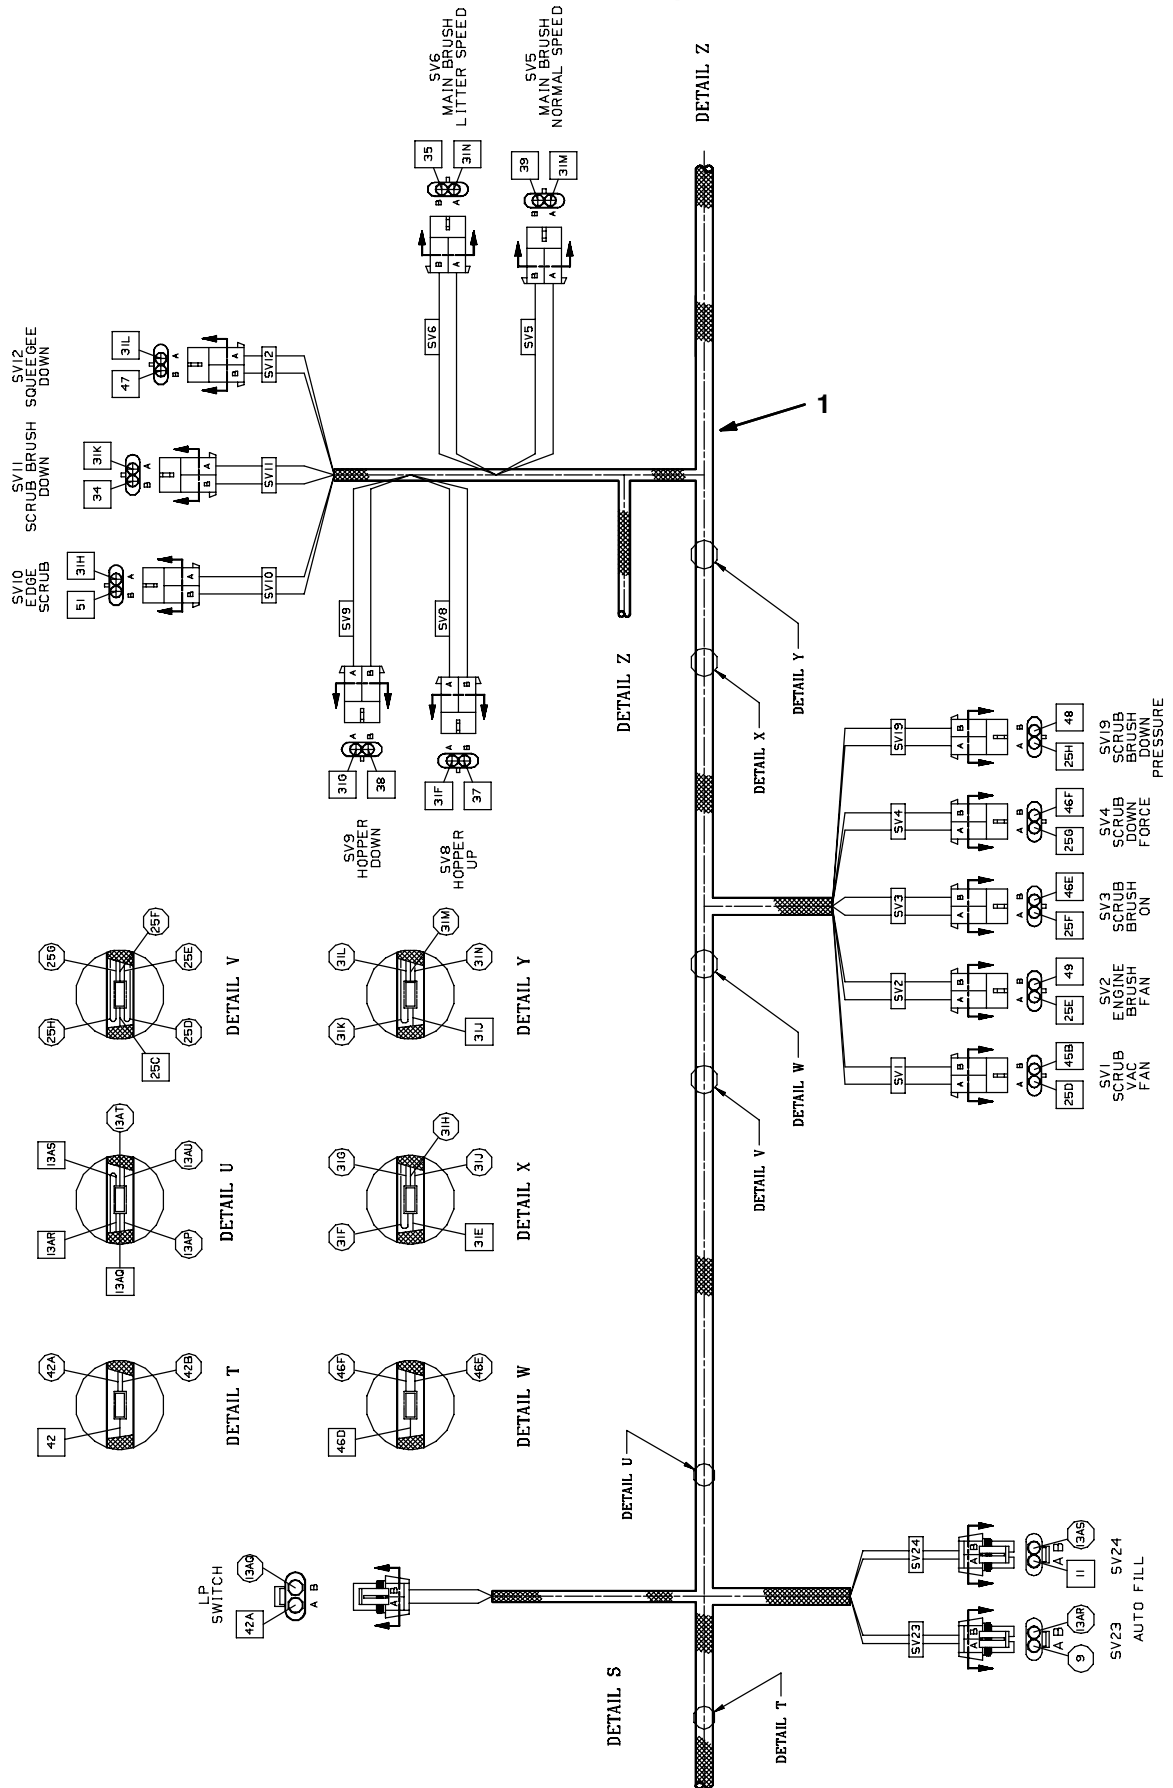 SV6
MAIN BRUSH
LITTER SPEED
SV5
MAIN BRUSH
NORMAL SPEED
DETAIL Z
35
31N
B
A
39
31M
B
A
B
A
B
A
SV6
SV5
1
SV12
SQUEEGEE
DOWN
31L
47
A
B
A
B
SV12
SV11
SCRUB BRUSH
DOWN
31K
34
A
B
A
B
SV11
SV10
EDGE
SCRUB
31H
51
A
B
A
B
SV10
SV9
SV8
A
B
A
B
A
B
31G
38
A
B
31F
37
SV9
HOPPER
DOWN
SV8
HOPPER
UP
DETAIL Z
DETAIL Y
DETAIL X
SV19
B
A
B
A
48
25H
SV19
SCRUB
BRUSH
DOWN
PRESSURE
SV4
B
A
B
A
46F
25G
SV4
SCRUB
DOWN
FORCE
SV3
B
A
B
A
46E
25F
SV3
SCRUB
BRUSH
ON
SV2
B
A
B
A
49
25E
SV2
ENGINE
BRUSH
FAN
SV1
B
A
B
A
45B
25D
SV1
SCRUB
VAC
FAN
DETAIL W
DETAIL V
25G
25F
25H
25E
25D
25C
DETAIL V
31L
31M
31K
31N
31J
DETAIL Y
13AS
13AT
13AR
13AU
13AP
13AQ
DETAIL U
31G
31H
31F
31J
31E
DETAIL X
42A
42
42B
DETAIL T
46F
46D
46E
DETAIL W
DETAIL U
LP
SWITCH
13AQ
42A
B
A
B
A
DETAIL S
DETAIL T
SV24
B
A
13AS
B
A
11
SV24
SV23
B
A
13AR
B
A
9
SV23
AUTO FILL